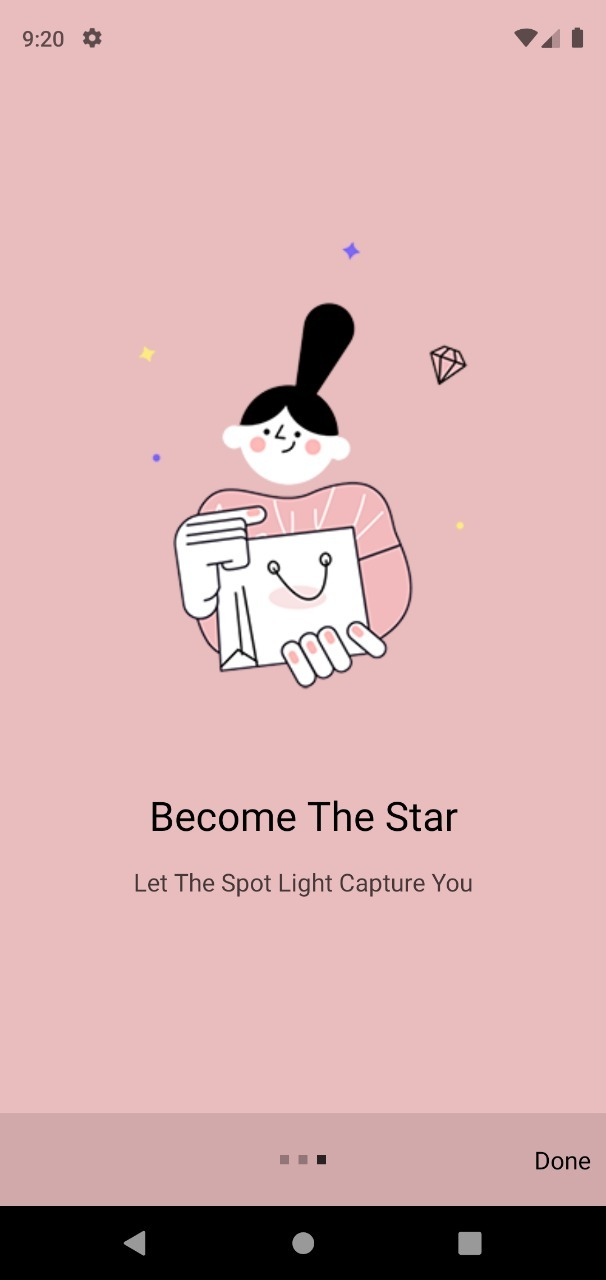 9:20
Become The Star
Let The Spot Light Capture You
Done